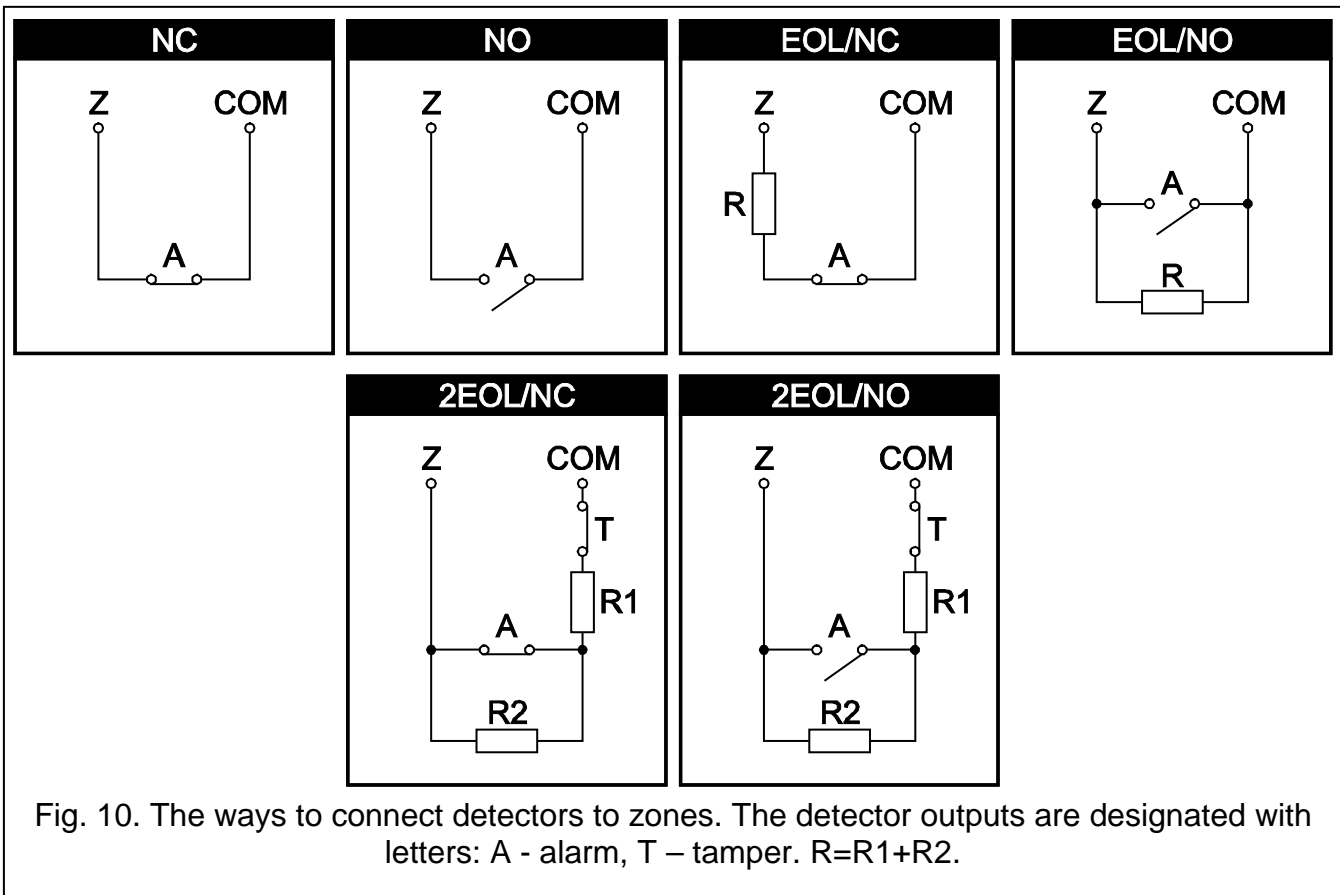 NC
NO
EOL/NC
EOL/NO
Z COM
A
Z COM
A
Z COM
R
A
Z COM
A
R
2EOL/NC
2EOL/NO
Z COM
T
R1
A
R2
Z COM
T
R1
A
R2
Fig. 10. The ways to connect detectors to zones. The detector outputs are designated with
letters: A - alarm, T – tamper. R=R1+R2.